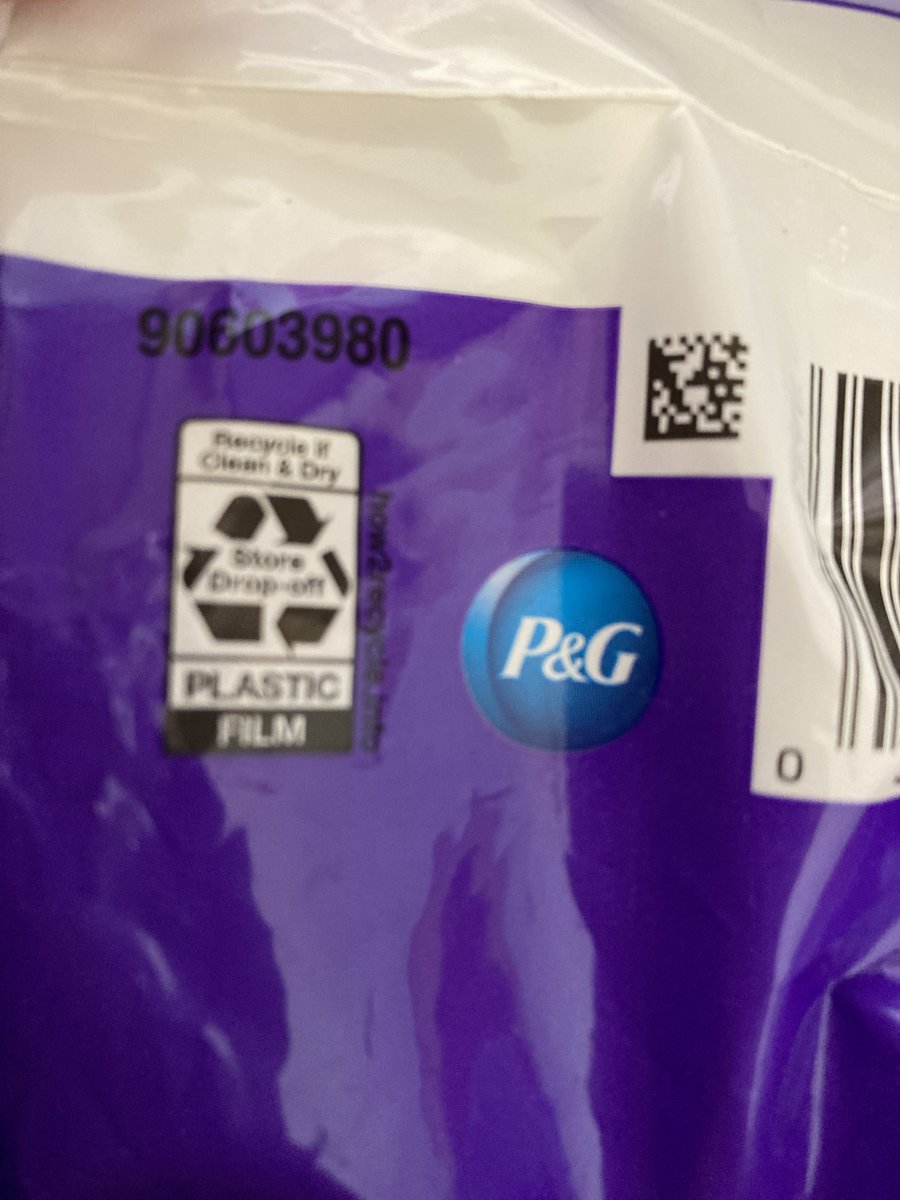 90603980
Recycle if
Clean & Dry
Store
Drop-off
PLASTIC
FILM
how2recycle.info
P&G
0